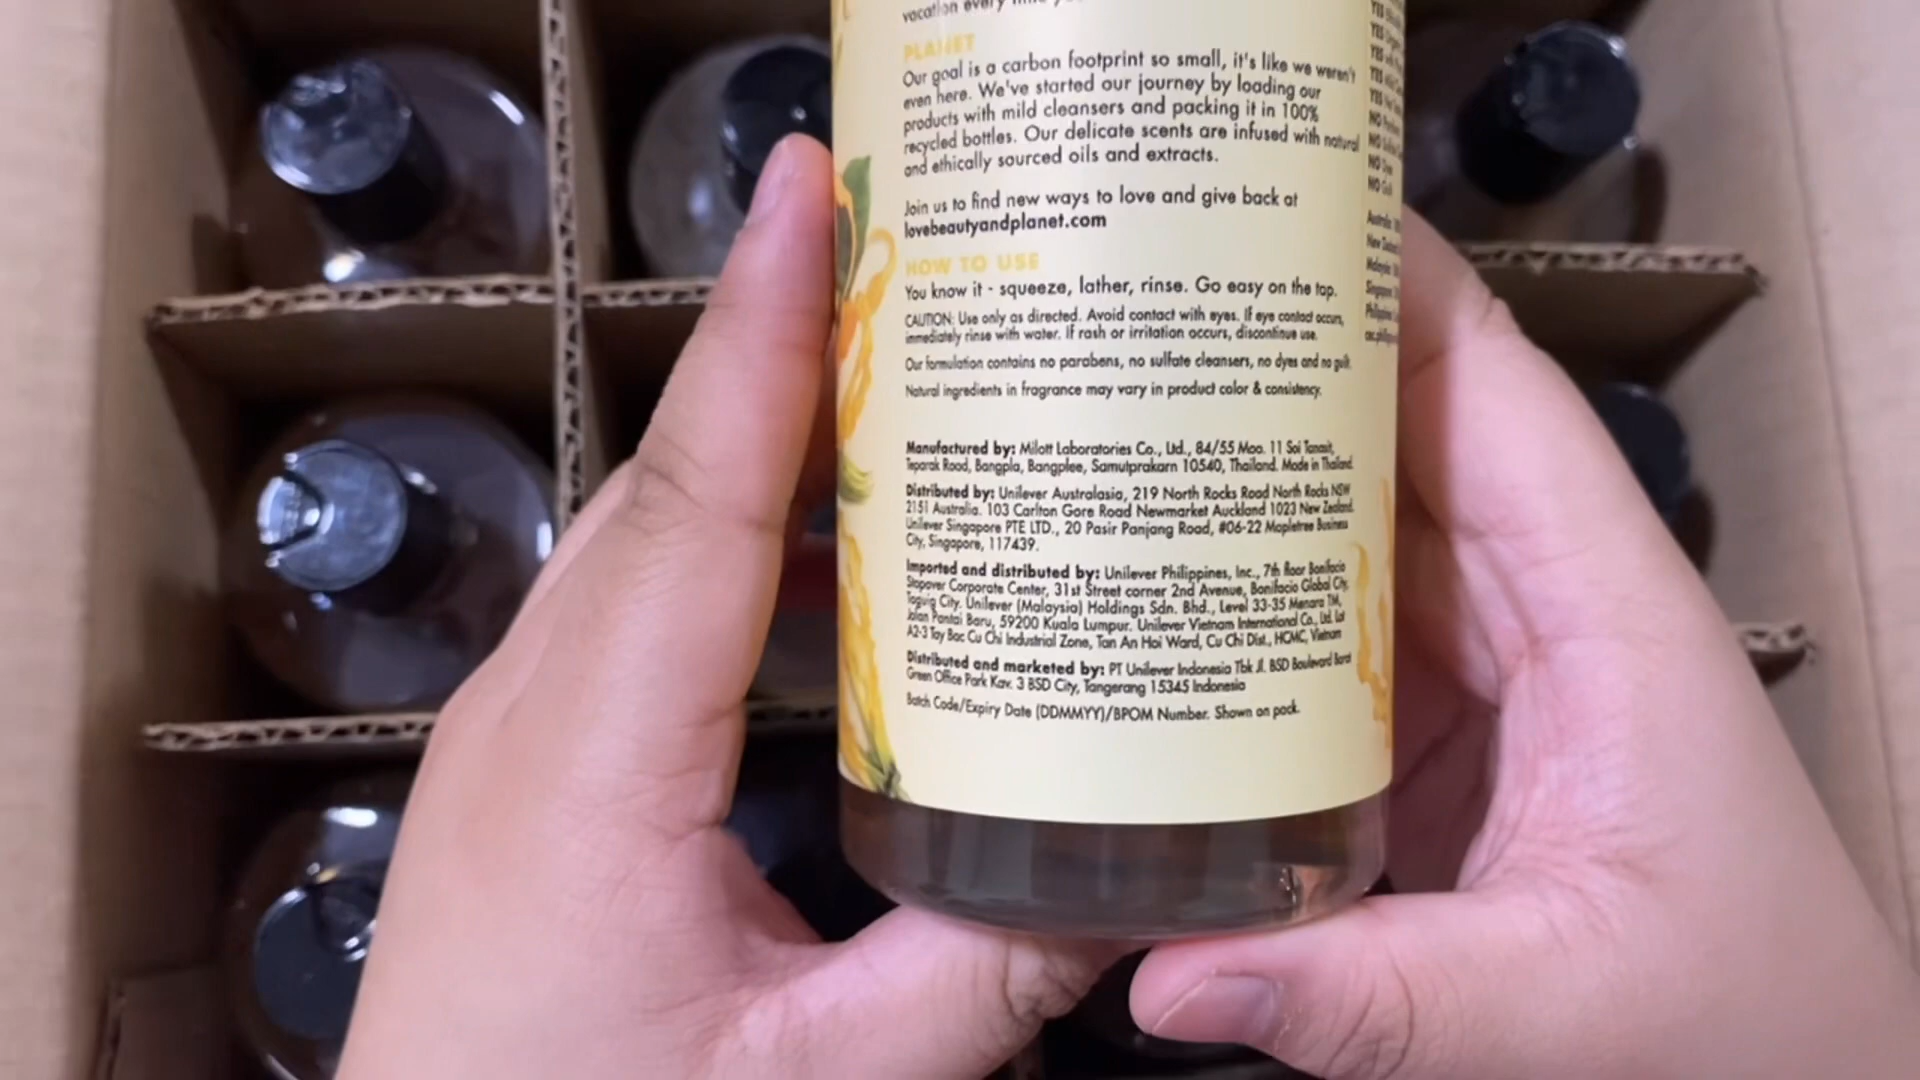 vacation every
PLANET
Our goal is a carbon footprint so small, it's like we weren't
even here. We've started our journey by loading our
products with mild cleansers and packing it in 100%
recycled bottles. Our delicate scents are infused with natural
and ethically sourced oils and extracts.
Join us to find new ways to love and give back at
lovebeautyandplanet.com
HOW TO USE
You know it - squeeze, lather, rinse. Go easy on the top.
CAUTION: Use only as directed. Avoid contact with eyes. If eye contact occurs,
immediately rinse with water. If rash or irritation occurs, discontinue use.
Our formulation contains no parabens, no sulfate cleansers, no dyes and no guilt.
Natural ingredients in fragrance may vary in product color & consistency.
Manufactured by: Milott Laboratories Co., Ltd., 84/55 Moo. 11 Soi Tanasit,
Teparak Road, Bangpla, Bangplee, Samutprakarn 10540, Thailand. Made in Thailand
Distributed by: Unilever Australasia, 219 North Rocks Road North Rocks NSW
2151 Australia. 103 Carlton Gore Road Newmarket Auckland 1023 New Zealand.
Unilever Singapore PTE LTD., 20 Pasir Panjang Road, #06-22 Mapletree Business
City, Singapore, 117439.
Imported and distributed by: Unilever Philippines, Inc., 7th floor Bonifacio
Stopover Corporate Center, 31st Street corner 2nd Avenue, Bonifacio Global City,
Taguig City. Unilever (Malaysia) Holdings Sdn. Bhd., Level 33-35 Menara TM,
Jalan Pantai Baru, 59200 Kuala Lumpur. Unilever Vietnam International Co., Ltd. Lot
A2-3 Tay Bac Cu Chi Industrial Zone, Tan An Hoi Ward, Cu Chi Dist., HCMC, Vietnam
Distributed and marketed by: PT Unilever Indonesia Tbk Jl. BSD Boulevard Barat
Green Office Park Kav. 3 BSD City, Tangerang 15345 Indonesia
Batch Code/Expiry Date (DDMMYY)/BPOM Number. Shown on pack.
YES
YES
YES
YES
YES
NO
NO
NO
NO